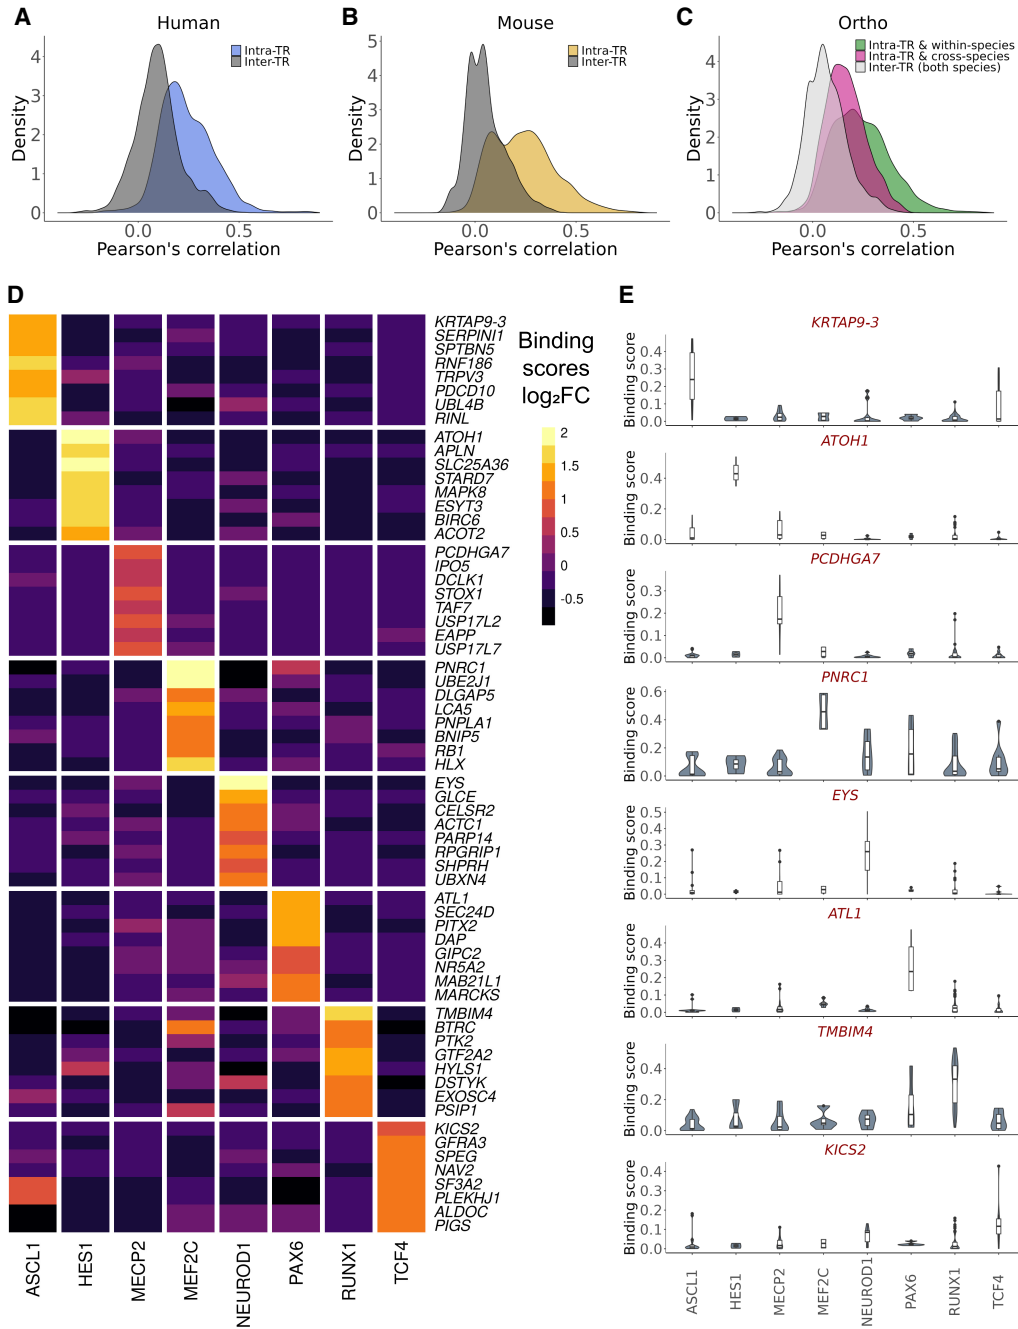 A
Human
Intra-TR
Inter-TR
Density
4
3
2
1
0
0.0
0.5
Pearson's correlation
B
Mouse
Intra-TR
Inter-TR
Density
5
4
3
2
1
0
0.0
0.5
Pearson's correlation
C
Ortho
Intra-TR & within-species
Intra-TR & cross-species
Inter-TR (both species)
Density
4
3
2
1
0
0.0
0.5
Pearson's correlation
D
KRTAP9-3
SERPINI1
SPTBN5
RNF186
TRPV3
PDCD10
UBL4B
RINL
ATOH1
APLN
SLC25A36
STARD7
MAPK8
ESYT3
BIRC6
ACOT2
PCDHGA7
IPO5
DCLK1
STOX1
TAF7
USP17L2
EAPP
USP17L7
PNRC1
UBE2J1
DLGAP5
LCA5
PNPLA1
BNIP5
RB1
HLX
EYS
GLCE
CELSR2
ACTC1
PARP14
RPGRIP1
SHPRH
UBXN4
ATL1
SEC24D
PITX2
DAP
GIPC2
NR5A2
MAB21L1
MARCKS
TMBIM4
BTRC
PTK2
GTF2A2
HYLS1
DSTYK
EXOSC4
PSIP1
KICS2
GFRA3
SPEG
NAV2
SF3A2
PLEKHJ1
ALDOC
PIGS
ASCL1
HES1
MECP2
MEF2C
NEUROD1
PAX6
RUNX1
TCF4
Binding
scores
log₂FC
2
1.5
1
0.5
0
-0.5
E
KRTAP9-3
Binding score
0.4
0.3
0.2
0.1
0.0
ATOH1
Binding score
0.4
0.2
0.0
PCDHGA7
Binding score
0.3
0.2
0.1
0.0
PNRC1
Binding score
0.6
0.4
0.2
0.0
EYS
Binding score
0.5
0.4
0.3
0.2
0.1
0.0
ATL1
Binding score
0.4
0.3
0.2
0.1
0.0
TMBIM4
Binding score
0.4
0.2
0.0
KICS2
Binding score
0.4
0.3
0.2
0.1
0.0
ASCL1
HES1
MECP2
MEF2C
NEUROD1
PAX6
RUNX1
TCF4